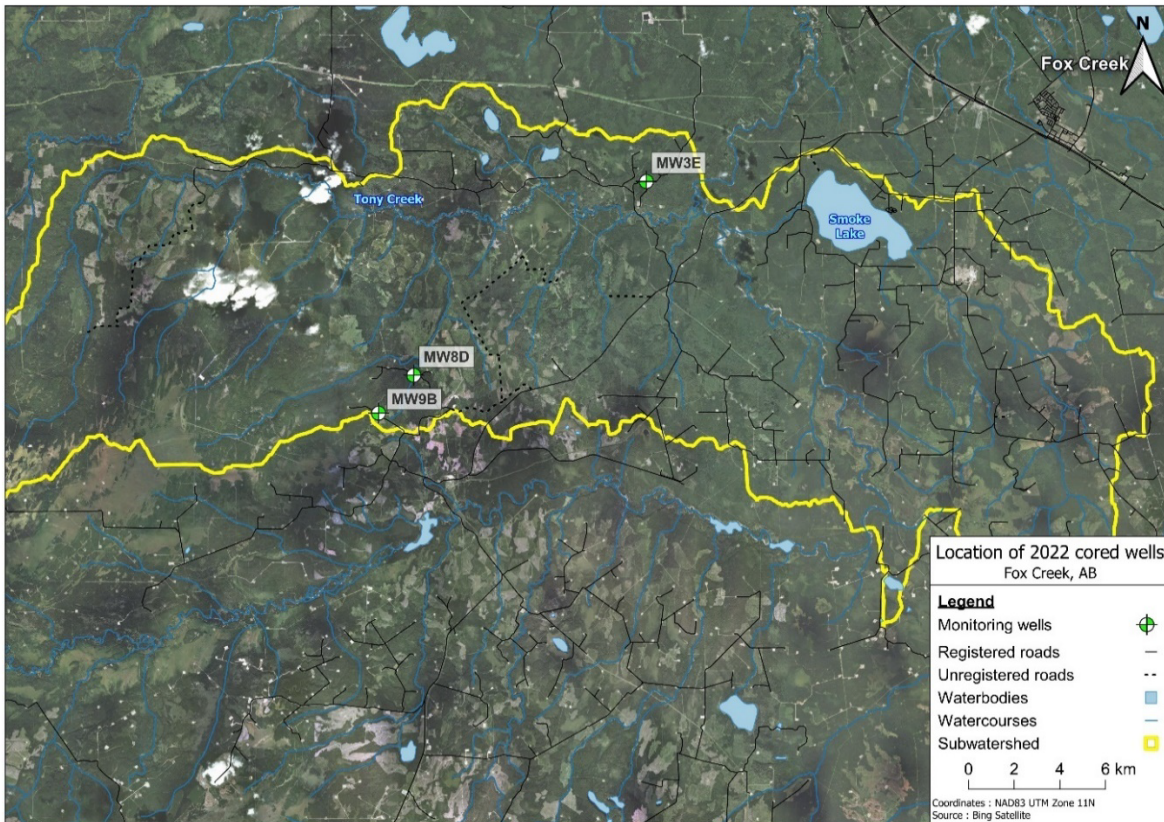 N
Fox Creek
MW3E
Tony Creek
Smoke
Lake
MW8D
MW9B
Location of 2022 cored wells
Fox Creek, AB
Legend
Monitoring wells
Registered roads
Unregistered roads
Waterbodies
Watercourses
Subwatershed
0 2 4 6 km
Coordinates : NAD83 UTM Zone 11N
Source : Bing Satellite